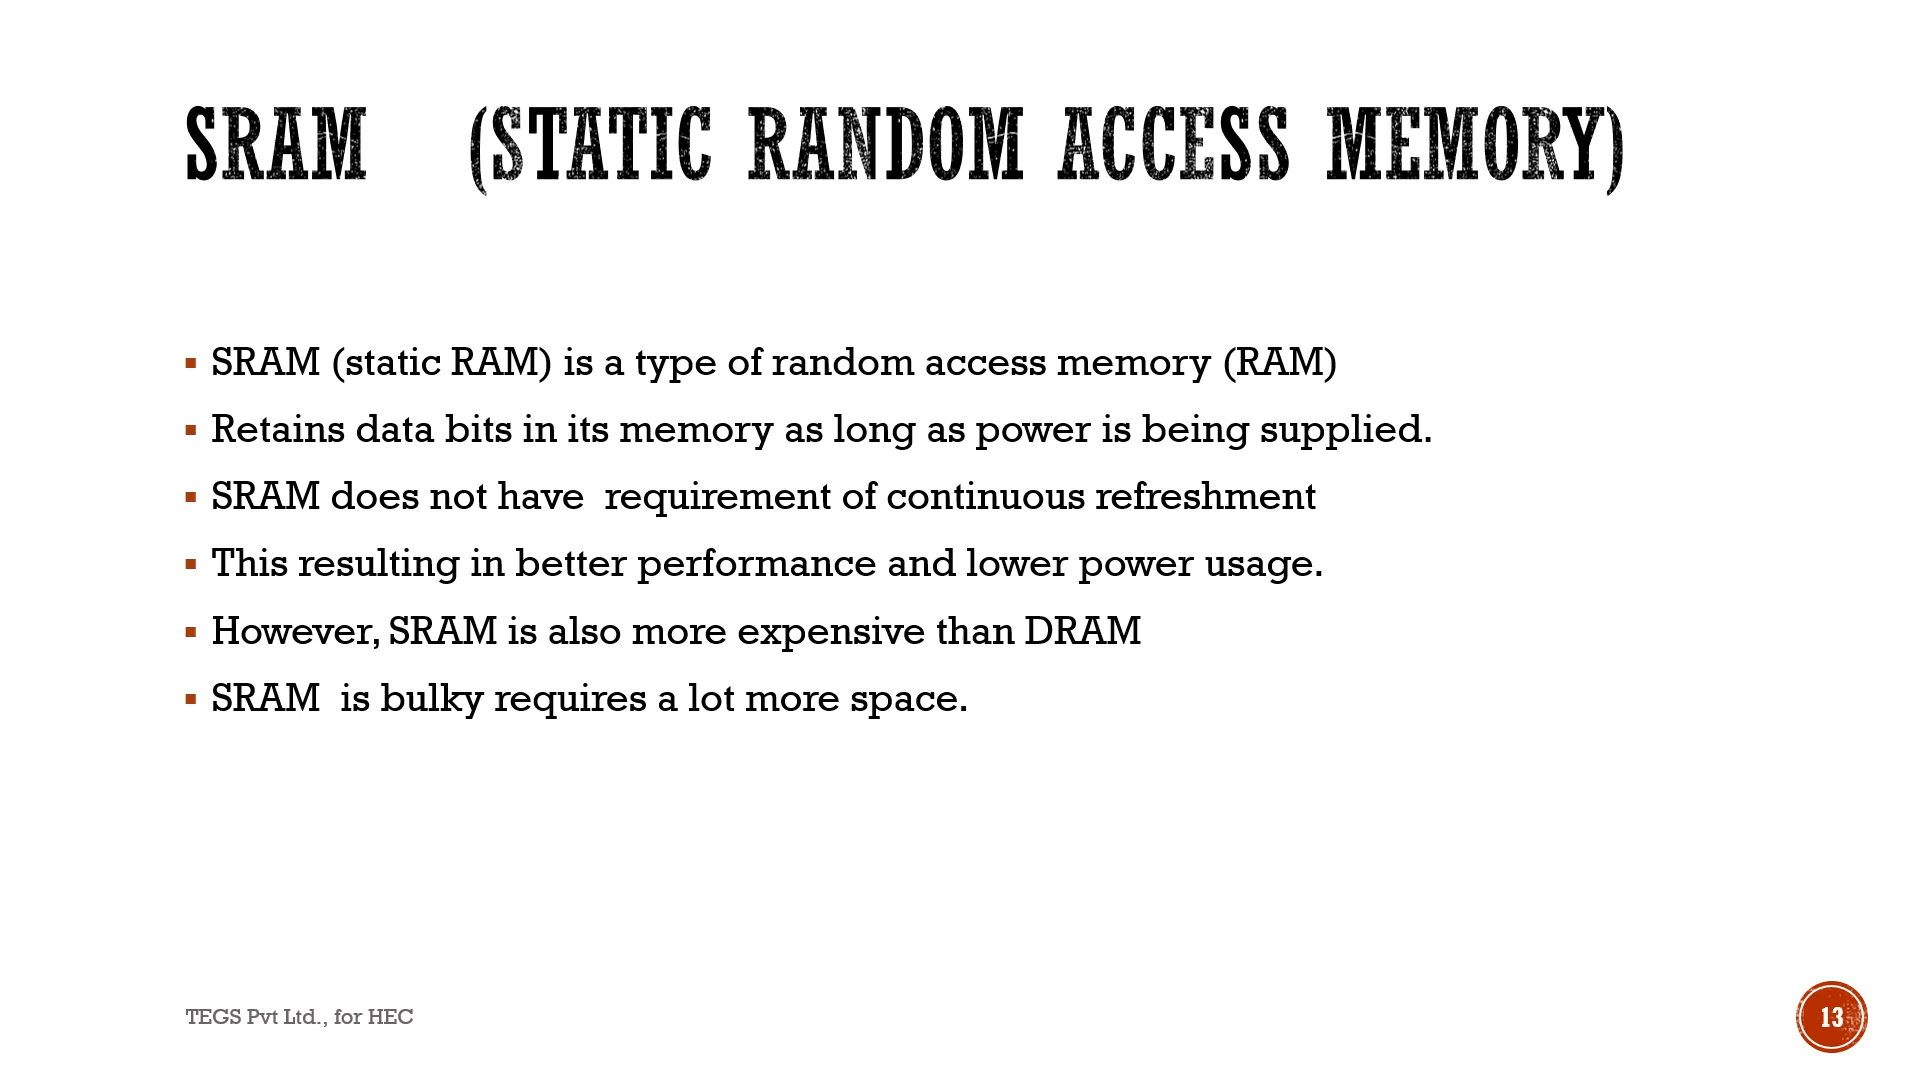 SRAM (STATIC RANDOM ACCESS MEMORY)
▪ SRAM (static RAM) is a type of random access memory (RAM)
▪ Retains data bits in its memory as long as power is being supplied.
▪ SRAM does not have  requirement of continuous refreshment
▪ This resulting in better performance and lower power usage.
▪ However, SRAM is also more expensive than DRAM
▪ SRAM  is bulky requires a lot more space.
TEGS Pvt Ltd., for HEC
13